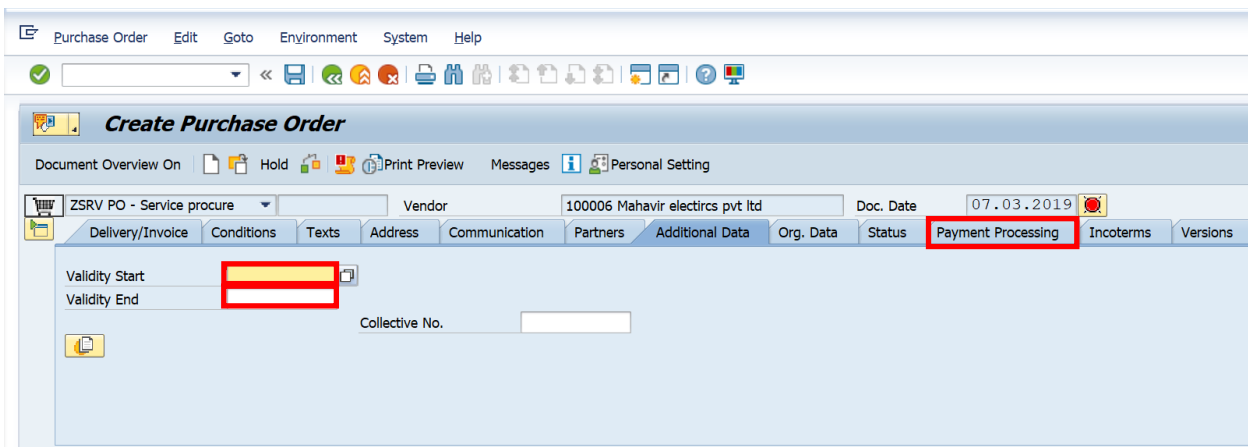 Purchase Order Edit Goto Environment System Help
Create Purchase Order
Document Overview On Hold Print Preview Messages Personal Setting
ZSRV PO - Service procure Vendor 100006 Mahavir electircs pvt ltd Doc. Date 07.03.2019
Delivery/Invoice Conditions Texts Address Communication Partners Additional Data Org. Data Status Payment Processing Incoterms Versions
Validity Start
Validity End
Collective No.